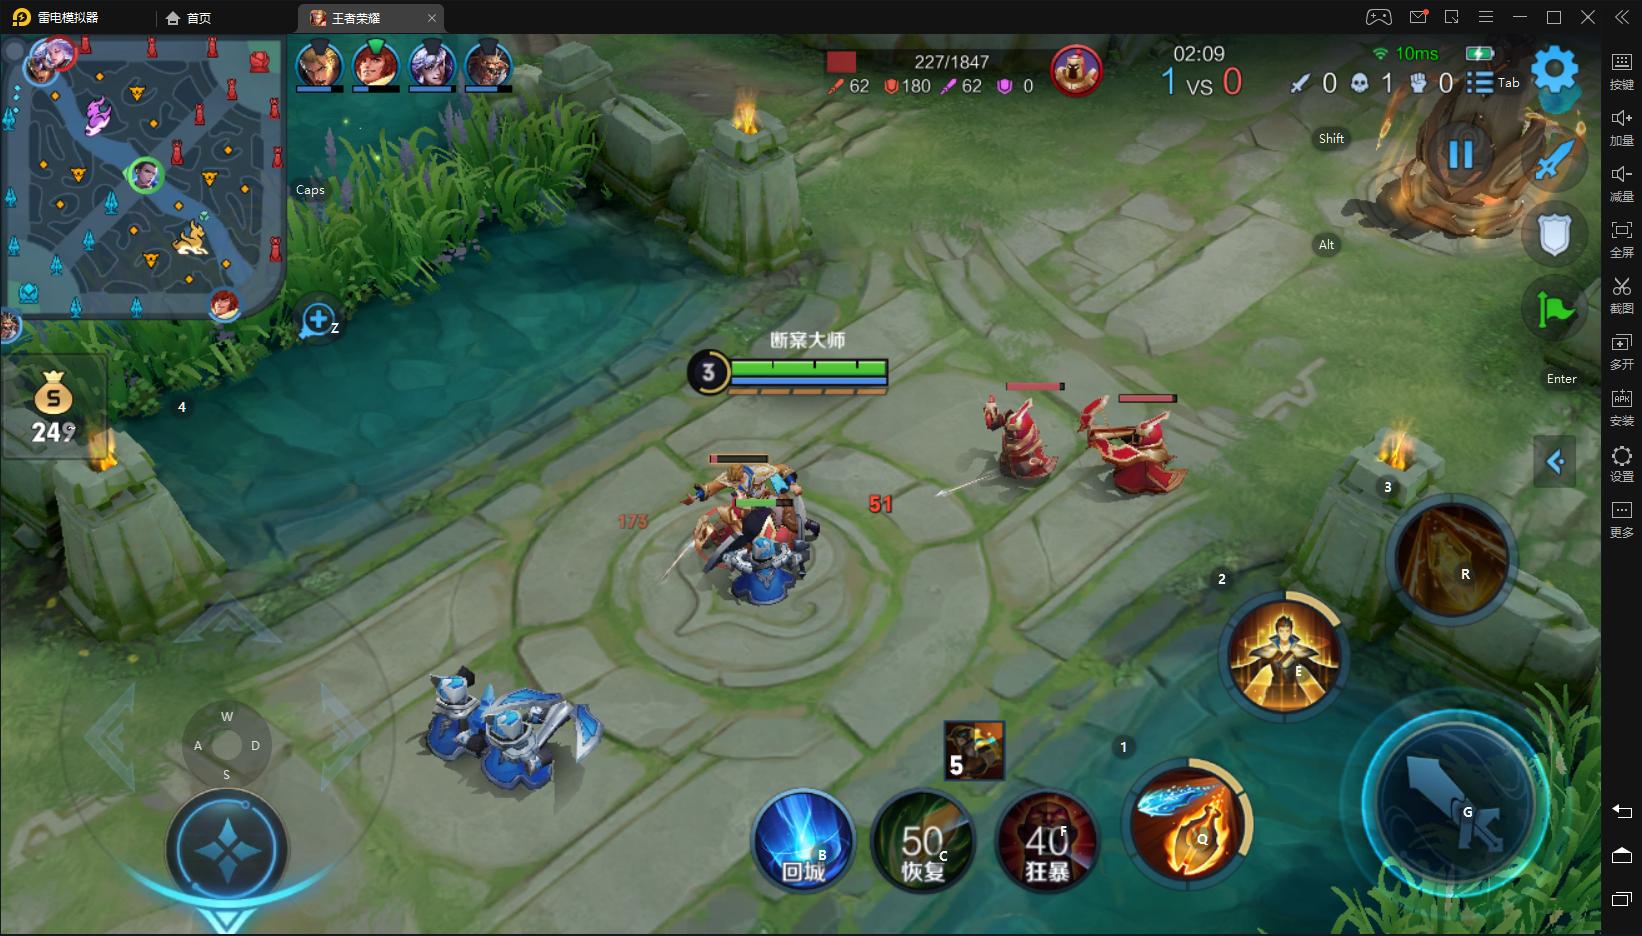 雷电模拟器
首页
王者荣耀
227/1847
62 180 62 0
02:09
1 VS 0
10ms
0 1 0
Tab
Shift
Caps
Alt
Z
Enter
249
4
断案大师
3
173
51
3
R
2
E
W
A D
S
5
1
B
回城
50
C
恢复
40
F
狂暴
Q
G
按键
加量
减量
全屏
截图
多开
APK
安装
设置
更多